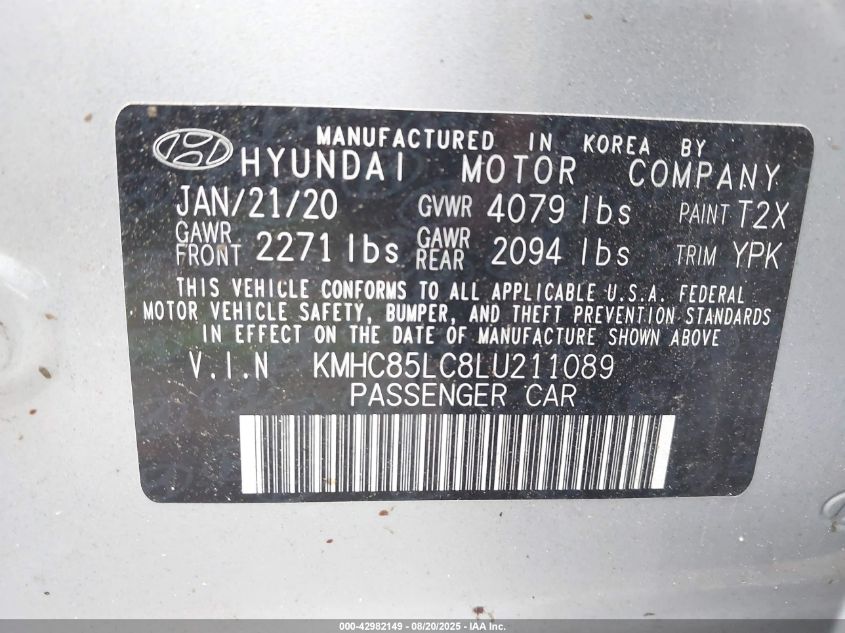 MANUFACTURED IN KOREA BY
HYUNDAI MOTOR COMPANY
JAN/21/20 GVWR 4079 lbs PAINT T2X
GAWR FRONT 2271 lbs GAWR REAR 2094 lbs TRIM YPK
THIS VEHICLE CONFORMS TO ALL APPLICABLE U.S.A. FEDERAL
MOTOR VEHICLE SAFETY, BUMPER, AND THEFT PREVENTION STANDARDS
IN EFFECT ON THE DATE OF MANUFACTURE SHOWN ABOVE
V.I.N KMHC85LC8LU211089
PASSENGER CAR
000-42982149 - 08/20/2025 - IAA Inc.